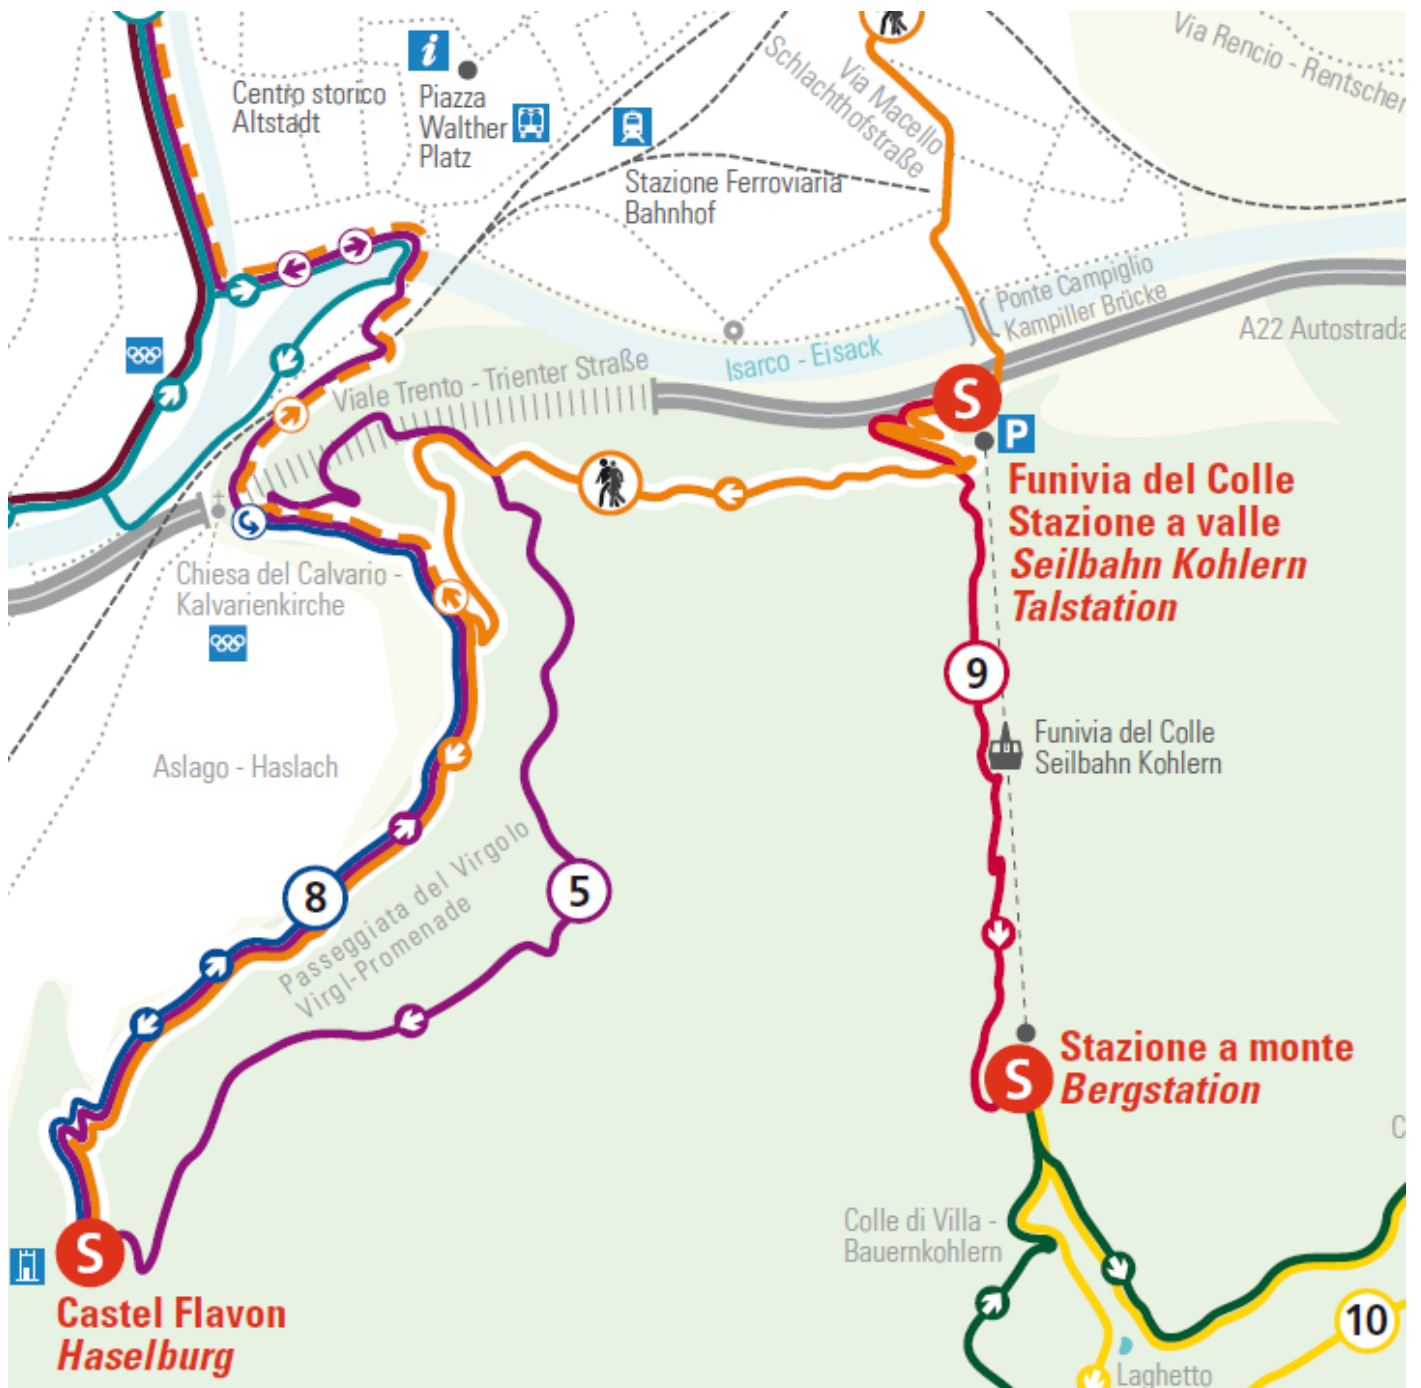 Via Rencio - Rentscher
Centro storico
Altstadt
i
Piazza
Walther
Platz
Via Macello
Schlachthofstraße
Stazione Ferroviaria
Bahnhof
Ponte Campiglio
Kampiller Brücke
A22 Autostrada
Isarco - Eisack
Viale Trento - Trienter Straße
S
P
Funivia del Colle
Stazione a valle
Seilbahn Kohlern
Talstation
Chiesa del Calvario -
Kalvarienkirche
9
Funivia del Colle
Seilbahn Kohlern
Aslago - Haslach
8
5
Passeggiata del Virgolo
Virgl-Promenade
S
Stazione a monte
Bergstation
C
Colle di Villa -
Bauernkohlern
S
Castel Flavon
Haselburg
10
Laghetto